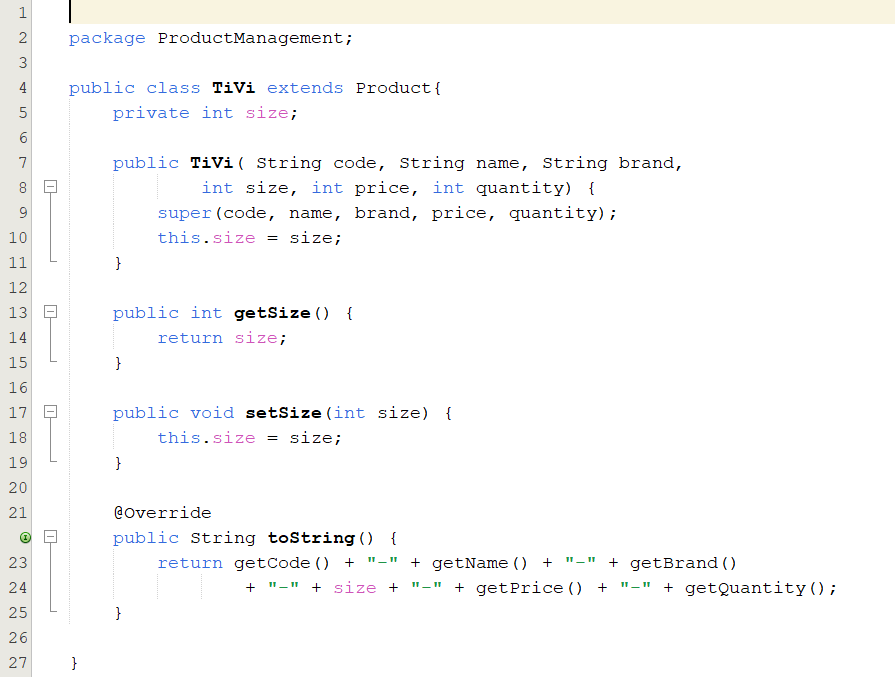 1
2 package ProductManagement;
3
4 public class TiVi extends Product{
5 private int size;
6
7 public TiVi( String code, String name, String brand,
8 int size, int price, int quantity) {
9 super(code, name, brand, price, quantity);
10 this.size = size;
11 }
12
13 public int getSize() {
14 return size;
15 }
16
17 public void setSize(int size) {
18 this.size = size;
19 }
20
21 @Override
public String toString() {
23 return getCode() + "-" + getName() + "-" + getBrand()
24 + "-" + size + "-" + getPrice() + "-" + getQuantity();
25 }
26
27 }